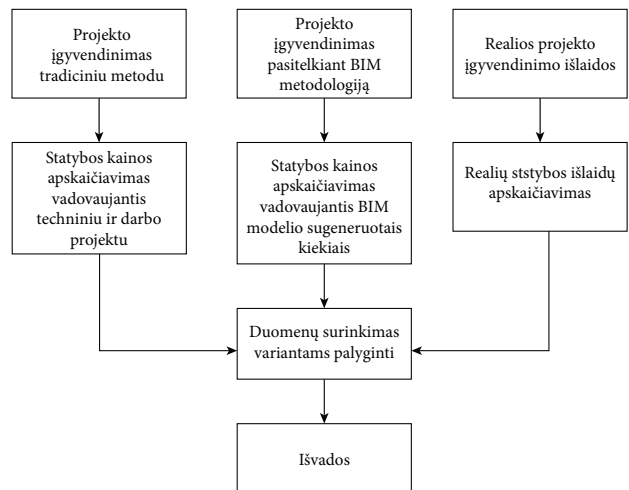 Projekto
įgyvendinimas
tradiciniu metodu
Projekto
įgyvendinimas
pasitelkiant BIM
metodologiją
Realios projekto
įgyvendinimo išlaidos
Statybos kainos
apskaičiavimas
vadovaujantis
techniniu ir darbo
projektu
Statybos kainos
apskaičiavimas
vadovaujantis BIM
modelio sugeneruotais
kiekiais
Realių ststybos išlaidų
apskaičiavimas
Duomenų surinkimas
variantams palyginti
Išvados